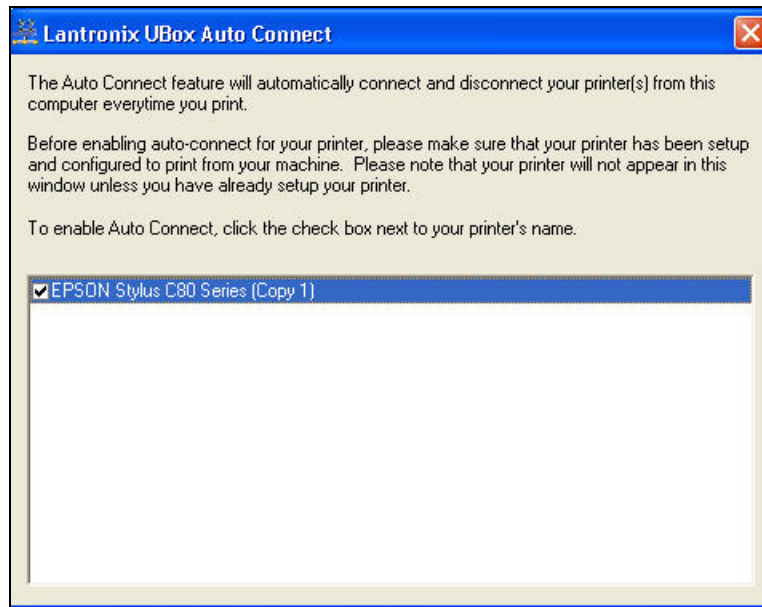 Lantronix UBox Auto Connect
The Auto Connect feature will automatically connect and disconnect your printer(s) from this
computer everytime you print.
Before enabling auto-connect for your printer, please make sure that your printer has been setup
and configured to print from your machine.  Please note that your printer will not appear in this
window unless you have already setup your printer.
To enable Auto Connect, click the check box next to your printer's name.
EPSON Stylus C80 Series (Copy 1)